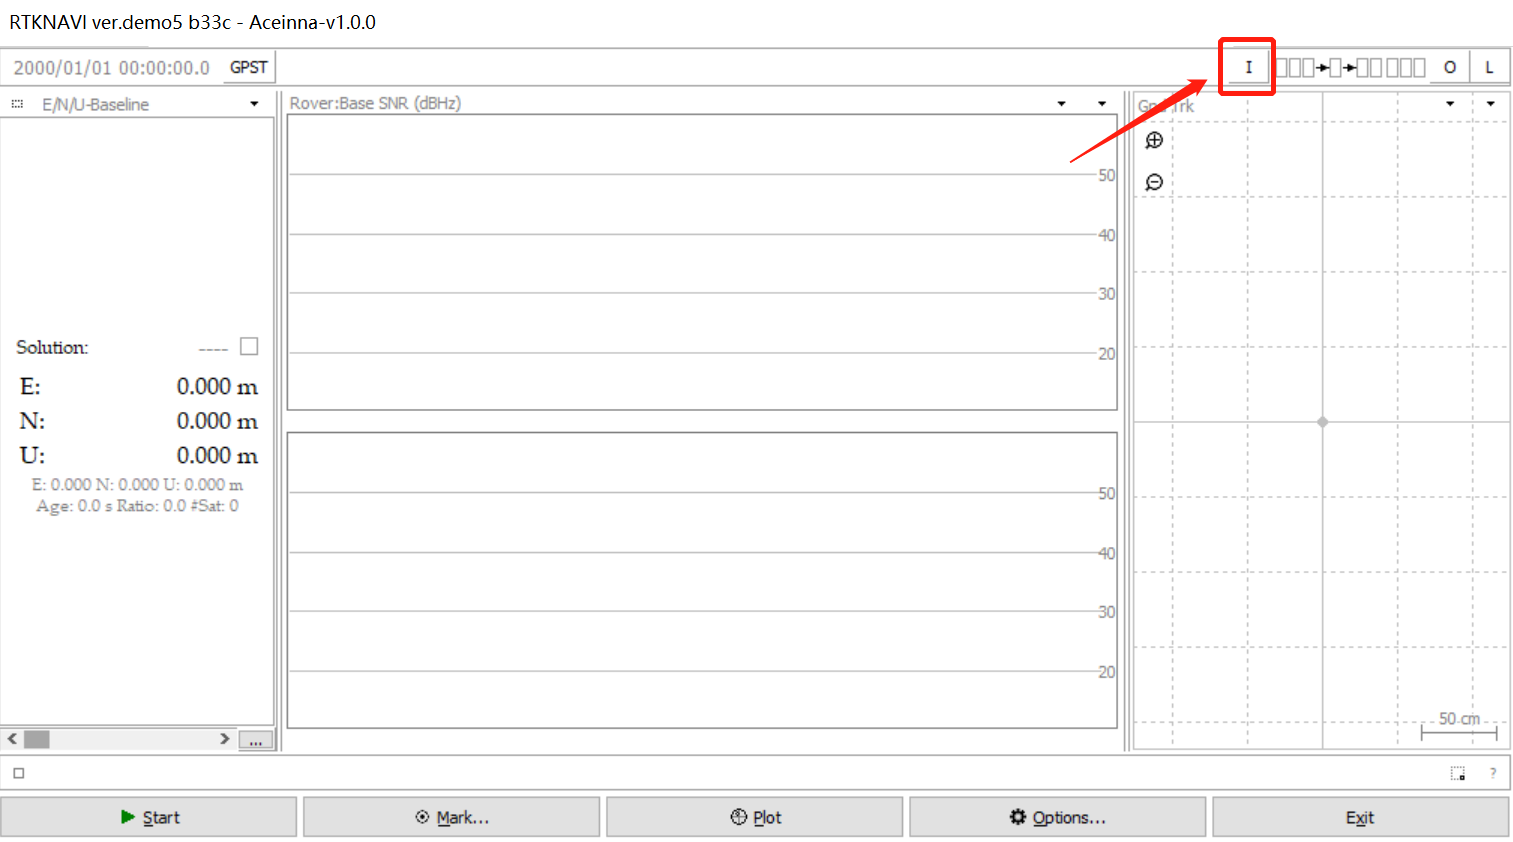 RTKNAVI ver.demo5 b33c - Aceinna-v1.0.0
2000/01/01 00:00:00.0 GPST
I O L
E/N/U-Baseline
Rover:Base SNR (dBHz)
Trk
50
40
30
20
Solution: ----
E: 0.000 m
N: 0.000 m
U: 0.000 m
E: 0.000 N: 0.000 U: 0.000 m
Age: 0.0 s Ratio: 0.0 #Sat: 0
50
40
30
20
50 cm
...
?
Start Mark... Plot Options... Exit